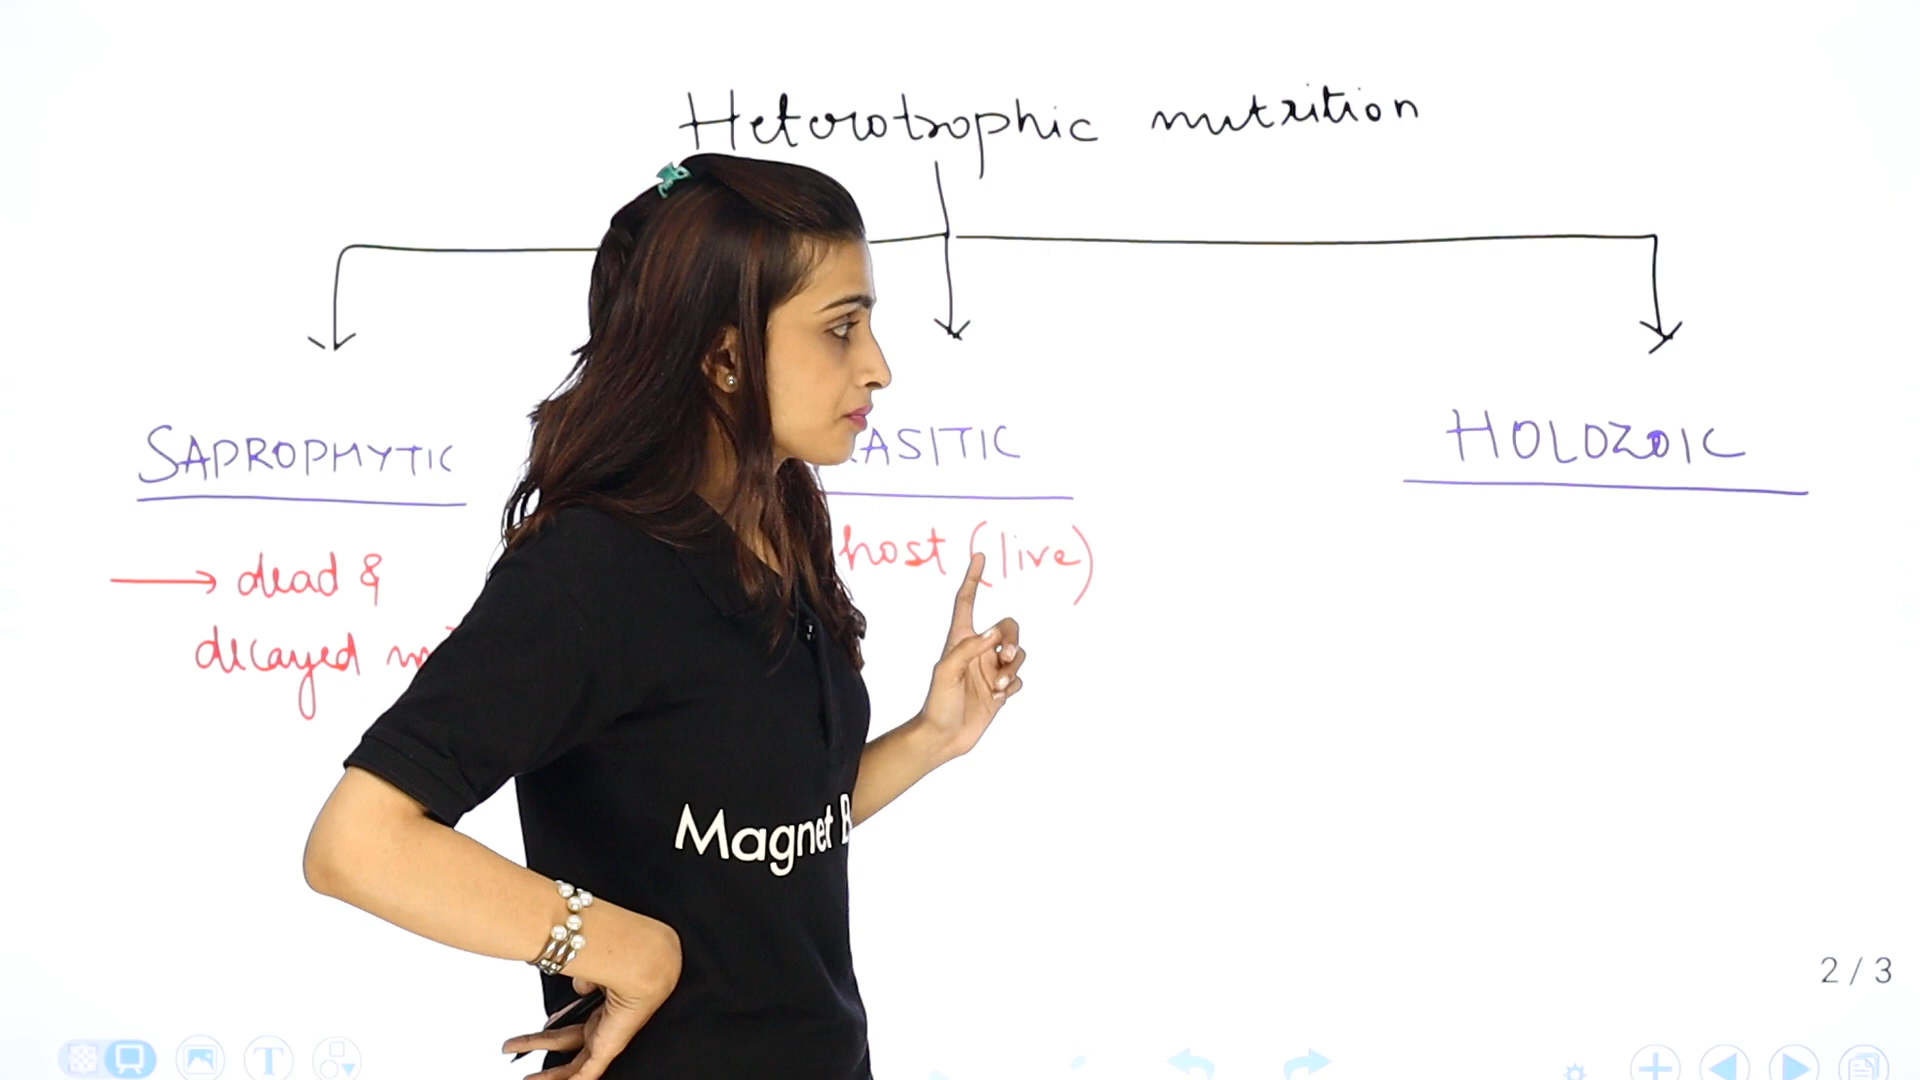 Heterotrophic nutrition
SAPROPHYTIC
ASITIC
HOLOZOIC
host (live)
→ dead &
decayed
Magnet B
2 / 3
T